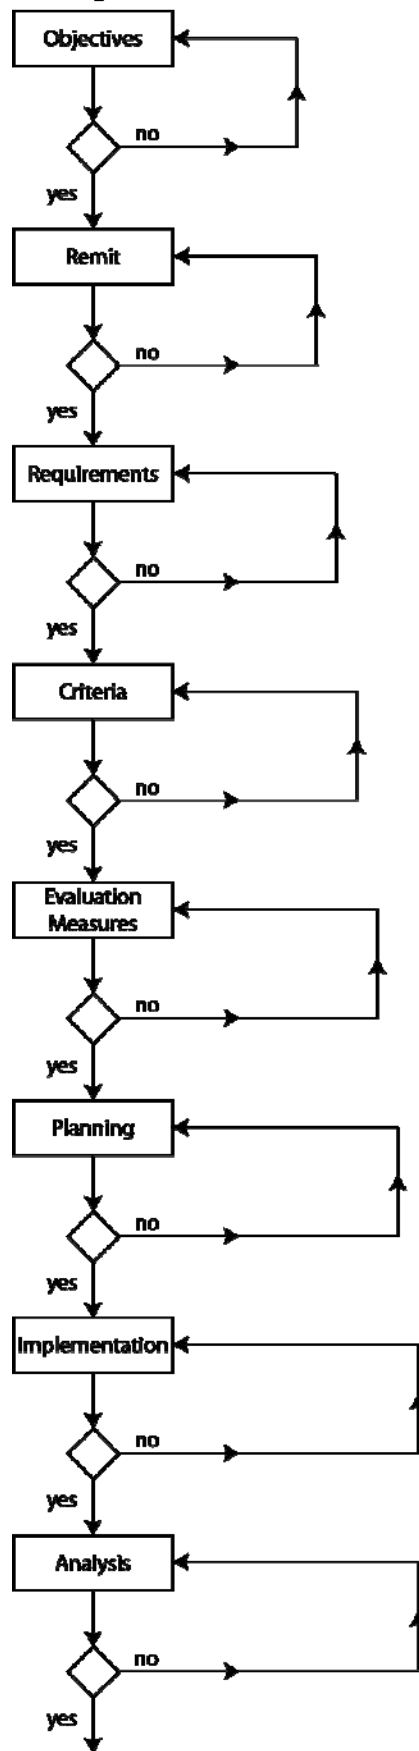 Objectives
no
yes
Remit
no
yes
Requirements
no
yes
Criteria
no
yes
Evaluation
Measures
no
yes
Planning
no
yes
Implementation
no
yes
Analysis
no
yes